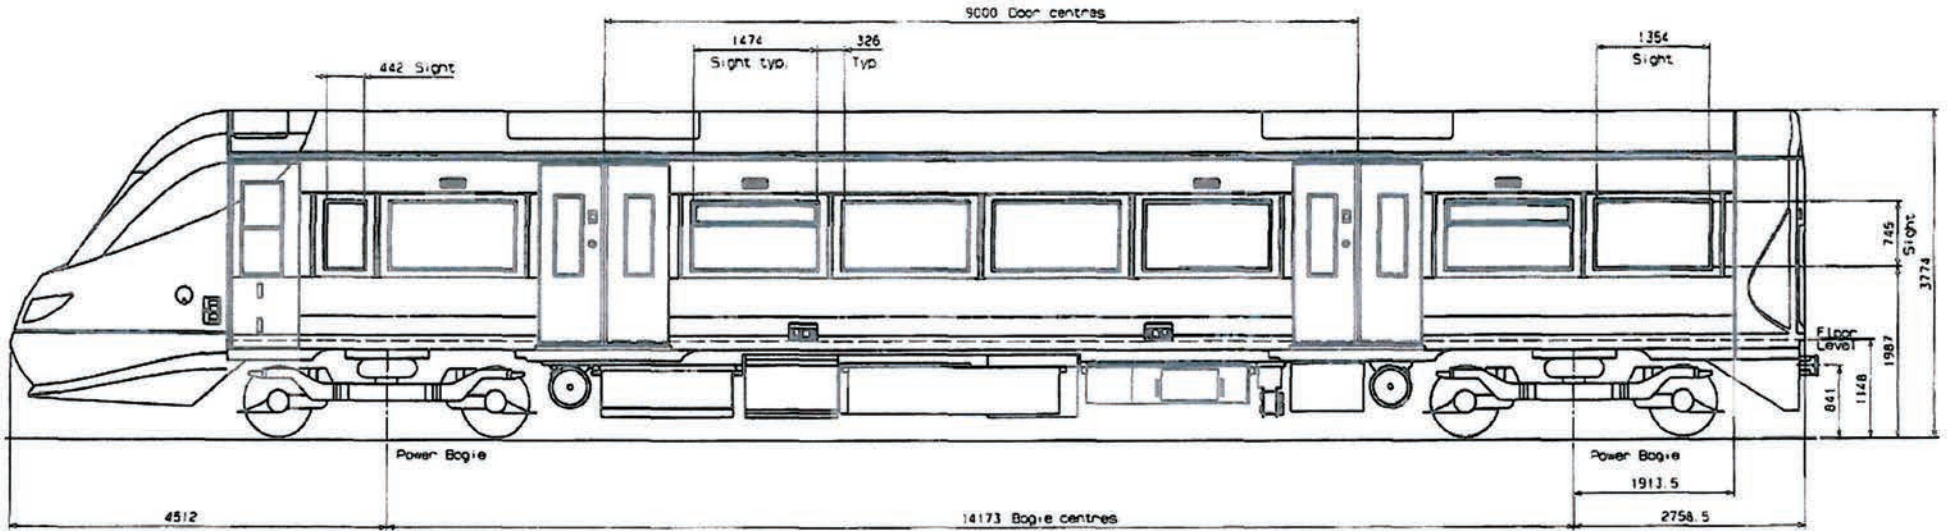 9000 Door centres
1474
Sight typ.
326
Typ
1354
Sight
442 Sight
745
Sight
3774
Floor
Level
1987
1148
841
Power Bogie
Power Bogie
1913.5
4512
14173 Bogie centres
2758.5